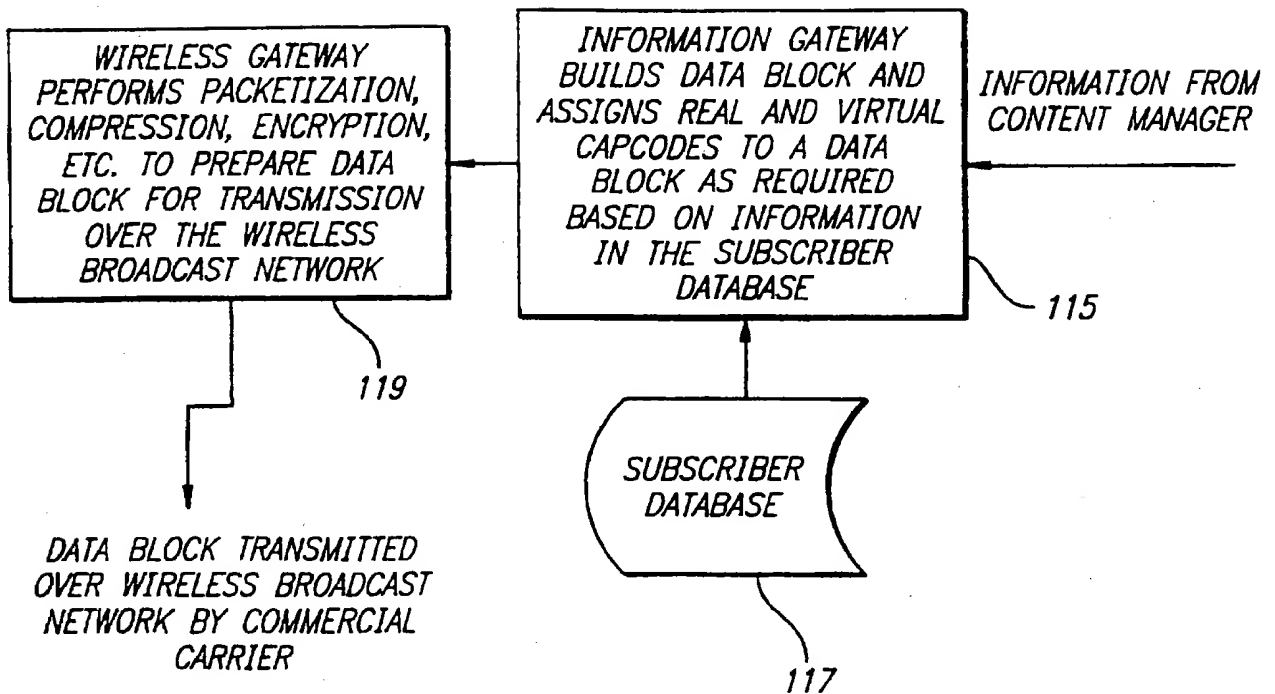 WIRELESS GATEWAY
PERFORMS PACKETIZATION,
COMPRESSION, ENCRYPTION,
ETC. TO PREPARE DATA
BLOCK FOR TRANSMISSION
OVER THE WIRELESS
BROADCAST NETWORK
119
INFORMATION GATEWAY
BUILDS DATA BLOCK AND
ASSIGNS REAL AND VIRTUAL
CAPCODES TO A DATA
BLOCK AS REQUIRED
BASED ON INFORMATION
IN THE SUBSCRIBER
DATABASE
115
INFORMATION FROM
CONTENT MANAGER
SUBSCRIBER
DATABASE
117
DATA BLOCK TRANSMITTED
OVER WIRELESS BROADCAST
NETWORK BY COMMERCIAL
CARRIER